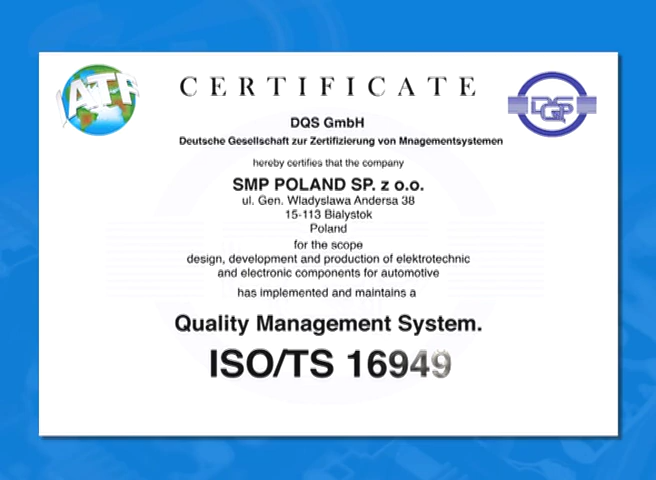 IATF
CERTIFICATE
DQS
DQS GmbH
Deutsche Gesellschaft zur Zertifizierung von Mnagementsystemen
hereby certifies that the company
SMP POLAND SP. z o.o.
ul. Gen. Wladyslawa Andersa 38
15-113 Bialystok
Poland
for the scope
design, development and production of elektrotechnic
and electronic components for automotive
has implemented and maintains a
Quality Management System.
ISO/TS 16949